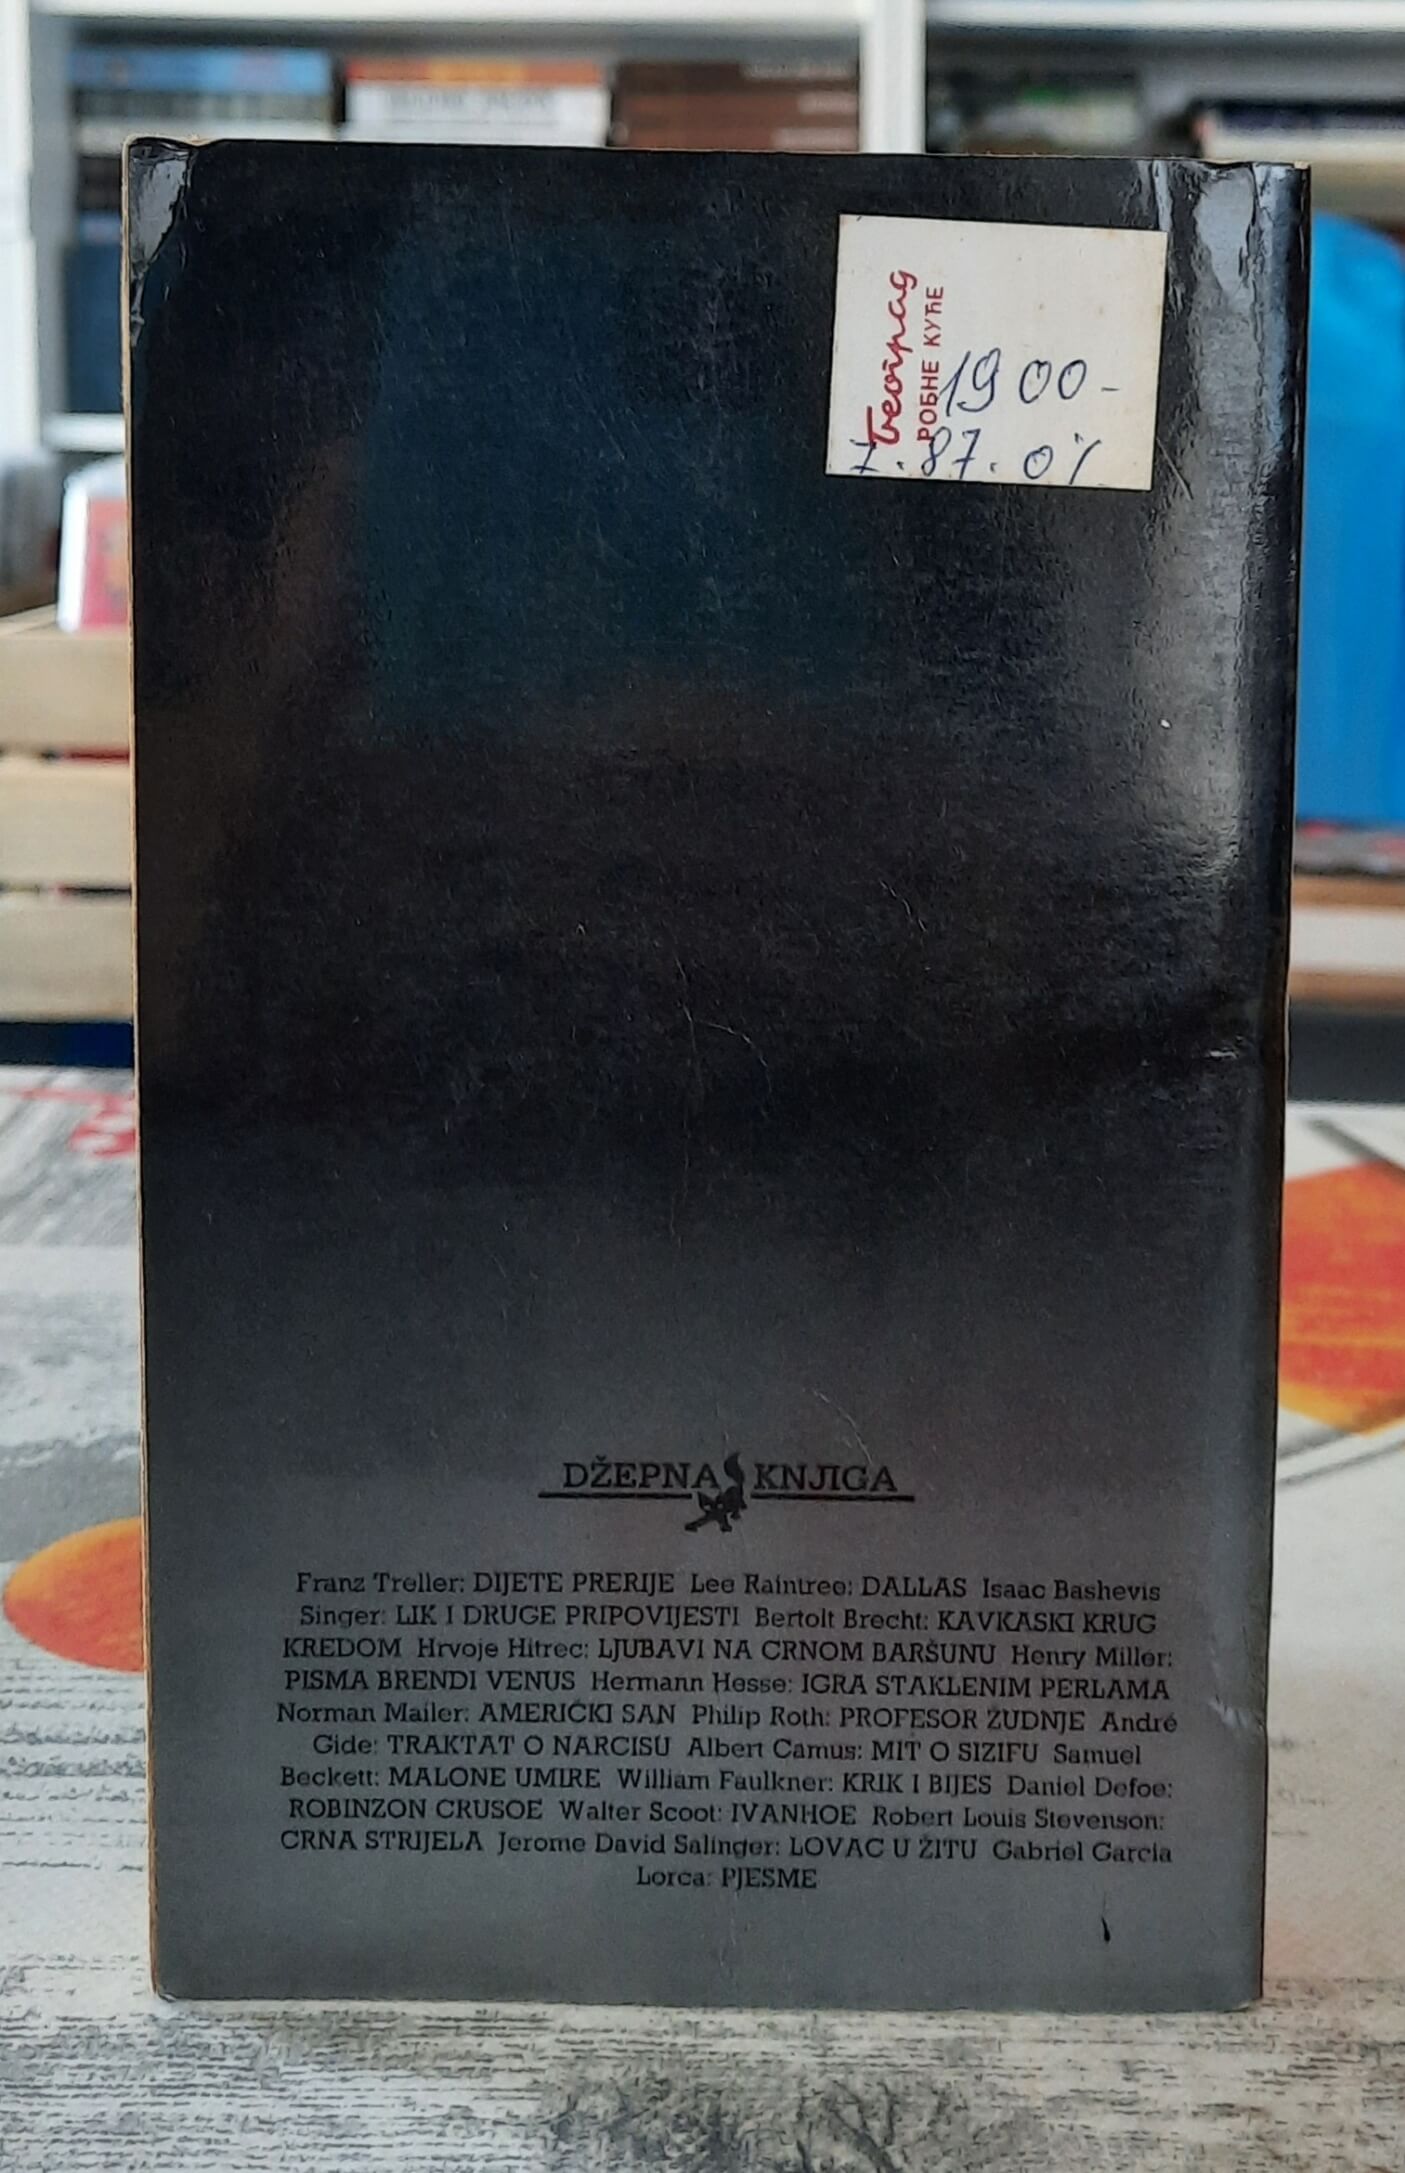 Београд
РОБНЕ КУЋЕ
1900-
7.87. 01
DŽEPNA KNJIGA
Franz Treller: DIJETE PRERIJE Lee Raintree: DALLAS Isaac Bashevis
Singer: LIK I DRUGE PRIPOVIJESTI Bertolt Brecht: KAVKASKI KRUG
KREDOM Hrvoje Hitrec: LJUBAVI NA CRNOM BARŠUNU Henry Miller:
PISMA BRENDI VENUS Hermann Hesse: IGRA STAKLENIM PERLAMA
Norman Mailer: AMERIČKI SAN Philip Roth: PROFESOR ŽUDNJE André
Gide: TRAKTAT O NARCISU Albert Camus: MIT O SIZIFU Samuel
Beckett: MALONE UMIRE William Faulkner: KRIK I BIJES Daniel Defoe:
ROBINZON CRUSOE Walter Scoot: IVANHOE Robert Louis Stevenson:
CRNA STRIJELA Jerome David Salinger: LOVAC U ŽITU Gabriel Garcia
Lorca: PJESME